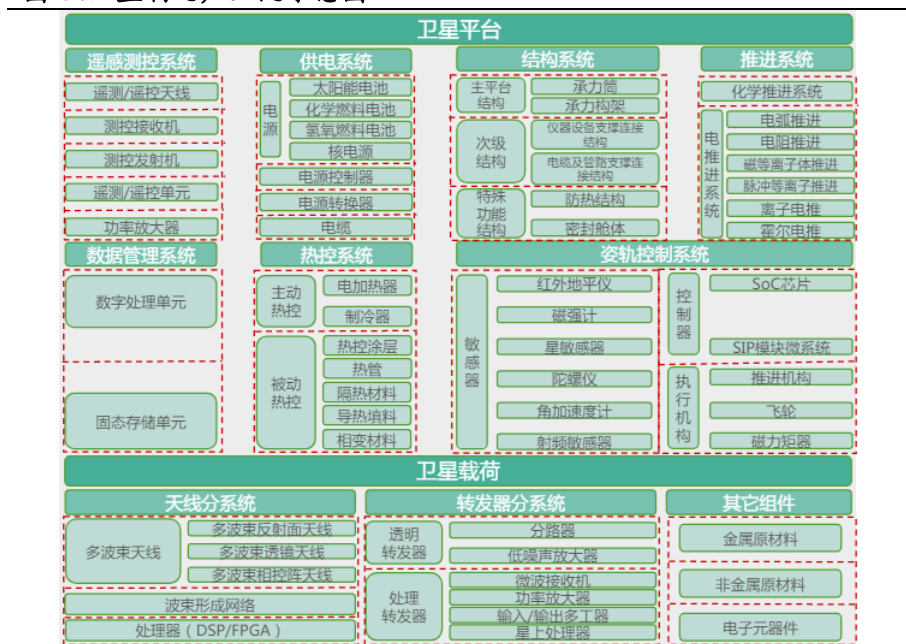 卫星平台
遥感测控系统
遥测/遥控天线
测控接收机
测控发射机
遥测/遥控单元
功率放大器
供电系统
电源
太阳能电池
化学燃料电池
氢氧燃料电池
核电源
电源控制器
电源转换器
电缆
结构系统
主平台
结构
承力筒
承力构架
次级
结构
仪器设备支撑连接
结构
电缆及管路支撑连
接结构
特殊
功能
结构
防热结构
密封舱体
推进系统
化学推进系统
电推进系统
电弧推进
电阻推进
磁等离子体推进
脉冲等离子推进
离子电推
霍尔电推
数据管理系统
数字处理单元
固态存储单元
热控系统
主动
热控
电加热器
制冷器
被动
热控
热控涂层
热管
隔热材料
导热填料
相变材料
姿轨控制系统
敏感器
红外地平仪
磁强计
星敏感器
陀螺仪
角加速度计
射频敏感器
控制器
SoC芯片
SIP模块微系统
执行机构
推进机构
飞轮
磁力矩器
卫星载荷
天线分系统
多波束天线
多波束反射面天线
多波束透镜天线
多波束相控阵天线
波束形成网络
处理器（DSP/FPGA）
转发器分系统
透明
转发器
分路器
低噪声放大器
处理
转发器
微波接收机
功率放大器
输入/输出多工器
星上处理器
其它组件
金属原材料
非金属原材料
电子元器件